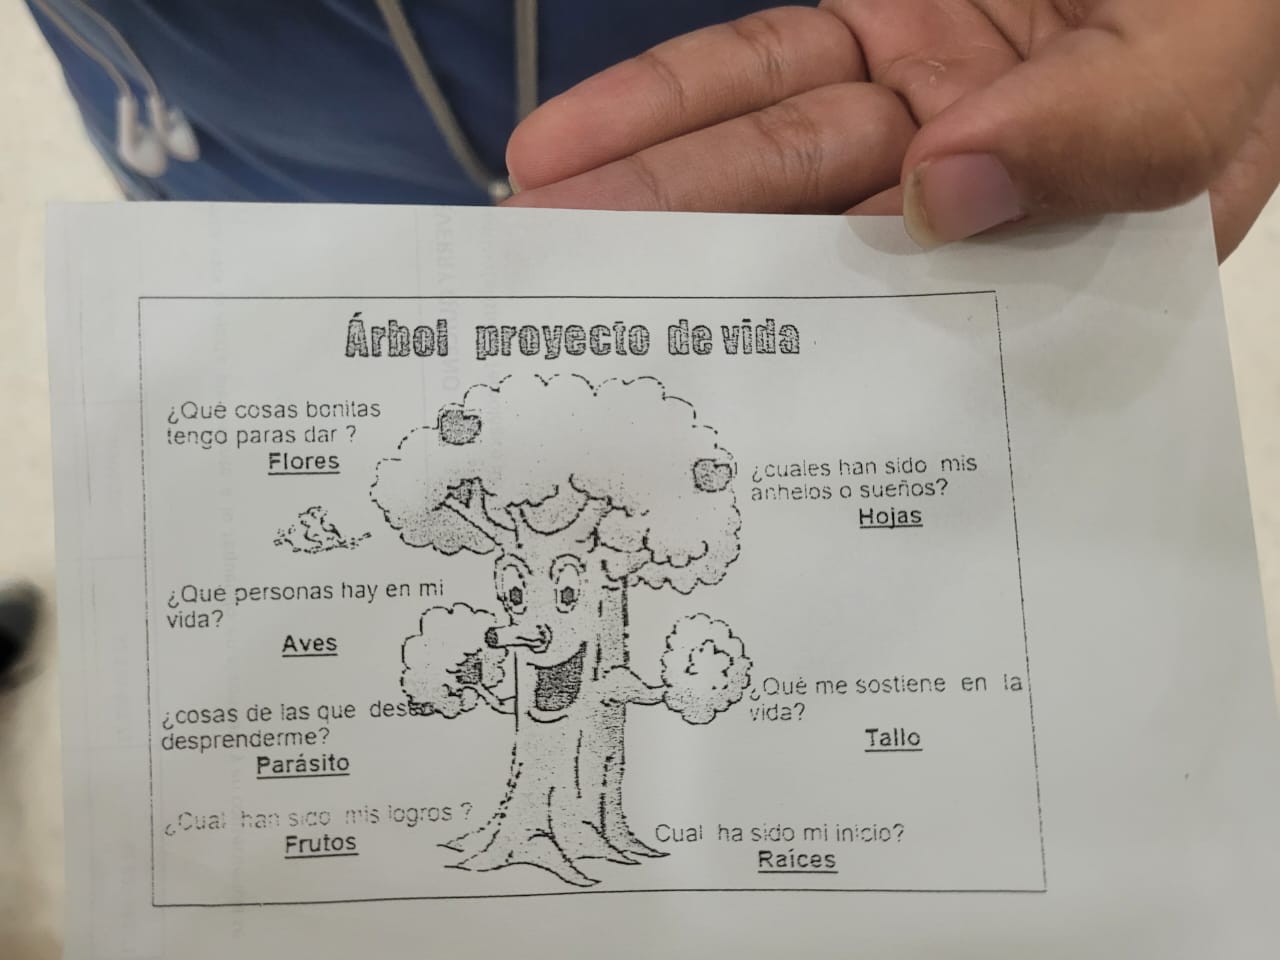 Árbol proyecto de vida
¿Qué cosas bonitas
tengo paras dar ?
Flores
¿cuales han sido mis
anhelos o sueños?
Hojas
¿Qué personas hay en mi
vida?
Aves
¿Qué me sostiene en la
vida?
Tallo
¿cosas de las que
desprenderme?
Parásito
¿Cual han sido mis logros ?
Frutos
Cual ha sido mi inicio?
Raíces